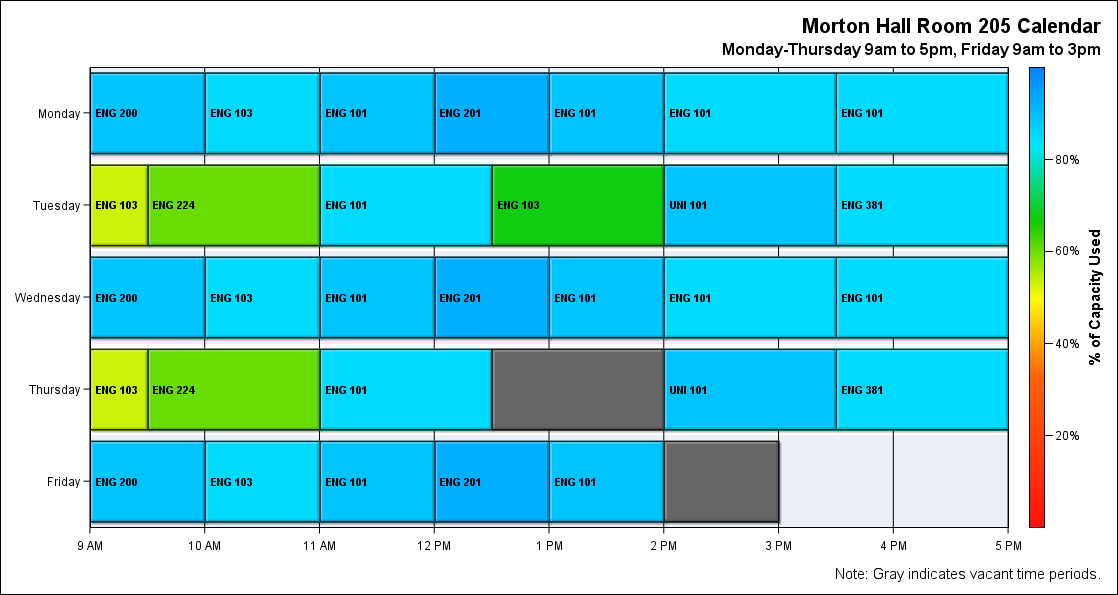 Morton Hall Room 205 Calendar
Monday-Thursday 9am to 5pm, Friday 9am to 3pm
Monday
ENG 200 ENG 103 ENG 101 ENG 201 ENG 101 ENG 101 ENG 101
Tuesday
ENG 103 ENG 224 ENG 101 ENG 103 UNI 101 ENG 381
Wednesday
ENG 200 ENG 103 ENG 101 ENG 201 ENG 101 ENG 101 ENG 101
Thursday
ENG 103 ENG 224 ENG 101 UNI 101 ENG 381
Friday
ENG 200 ENG 103 ENG 101 ENG 201 ENG 101
9 AM 10 AM 11 AM 12 PM 1 PM 2 PM 3 PM 4 PM 5 PM
80%
60%
40%
20%
% of Capacity Used
Note: Gray indicates vacant time periods.